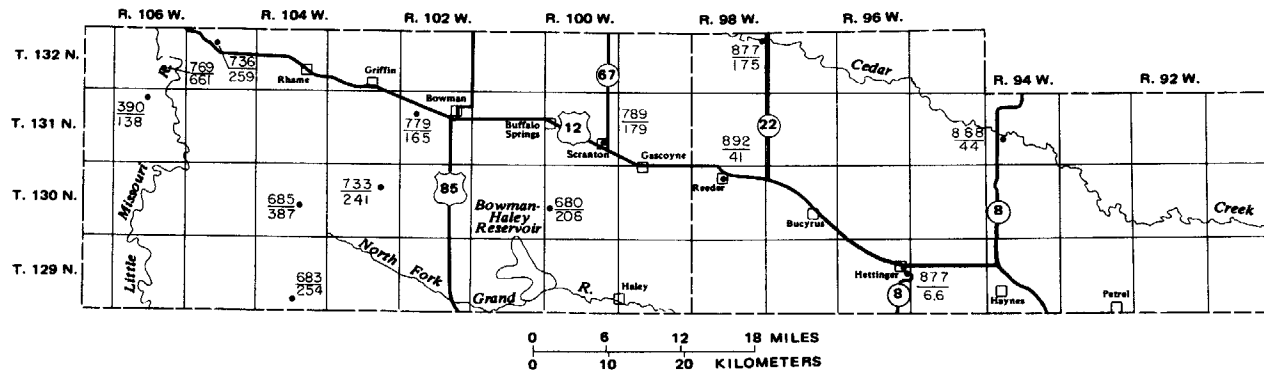 R. 106 W. R. 104 W. R. 102 W. R. 100 W. R. 98 W. R. 96 W.
T. 132 N.
769
661
R.
736
259
Rhame
Griffin
67
877
175
Cedar
R. 94 W. R. 92 W.
T. 131 N.
390
138
779
165
Bowman
Buffalo
Springs
12
Scranton
789
179
Gascoyne
892
41
Reeder
22
868
44
T. 130 N.
Missouri
685
387
733
241
85
Bowman-
Haley
Reservoir
680
206
Bucyrus
8
Creek
T. 129 N.
Little
683
254
North Fork
Grand R.
Haley
Hettinger
8
877
6.6
Haynes
Petrel
0 6 12 18 MILES
0 10 20 KILOMETERS